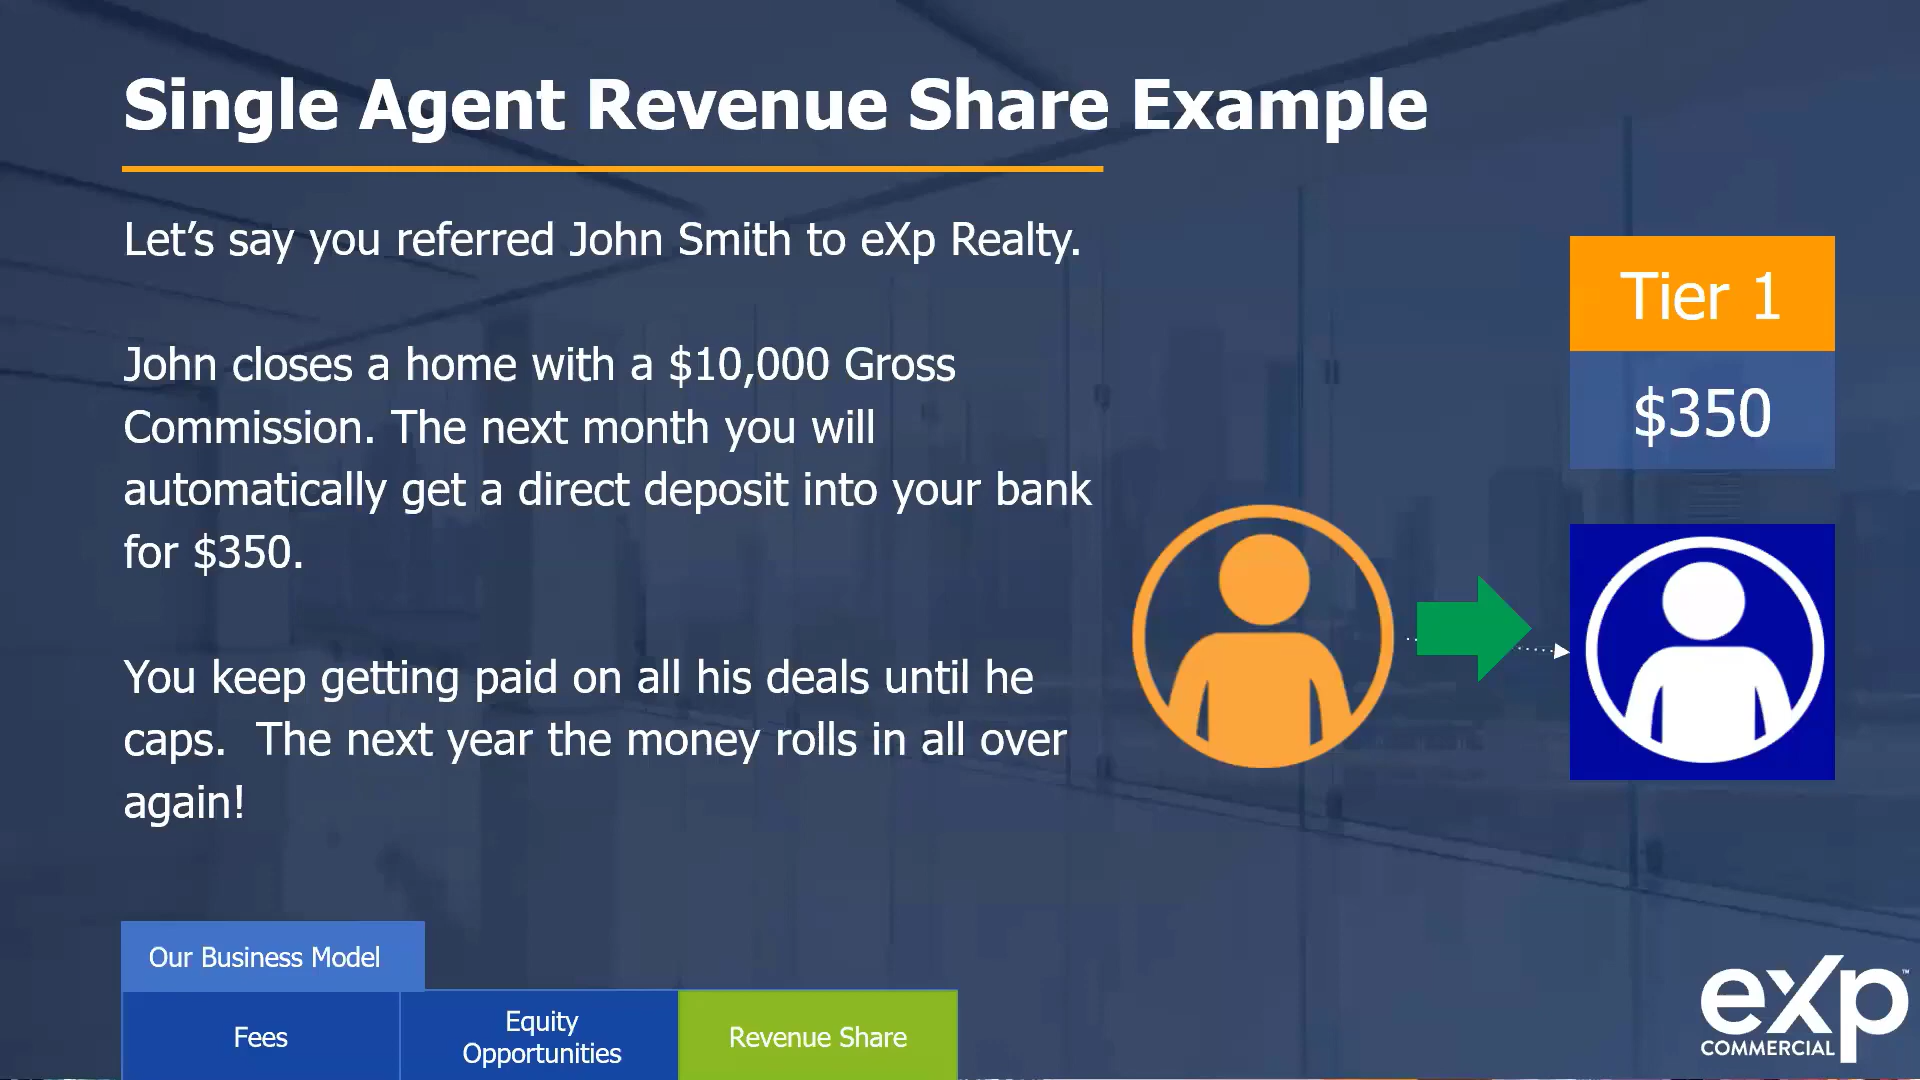 Single Agent Revenue Share Example
Let’s say you referred John Smith to eXp Realty.
John closes a home with a $10,000 Gross
Commission. The next month you will
automatically get a direct deposit into your bank
for $350.
You keep getting paid on all his deals until he
caps.  The next year the money rolls in all over
again!
Tier 1
$350
Our Business Model
Fees
Equity
Opportunities
Revenue Share
eXp™
COMMERCIAL